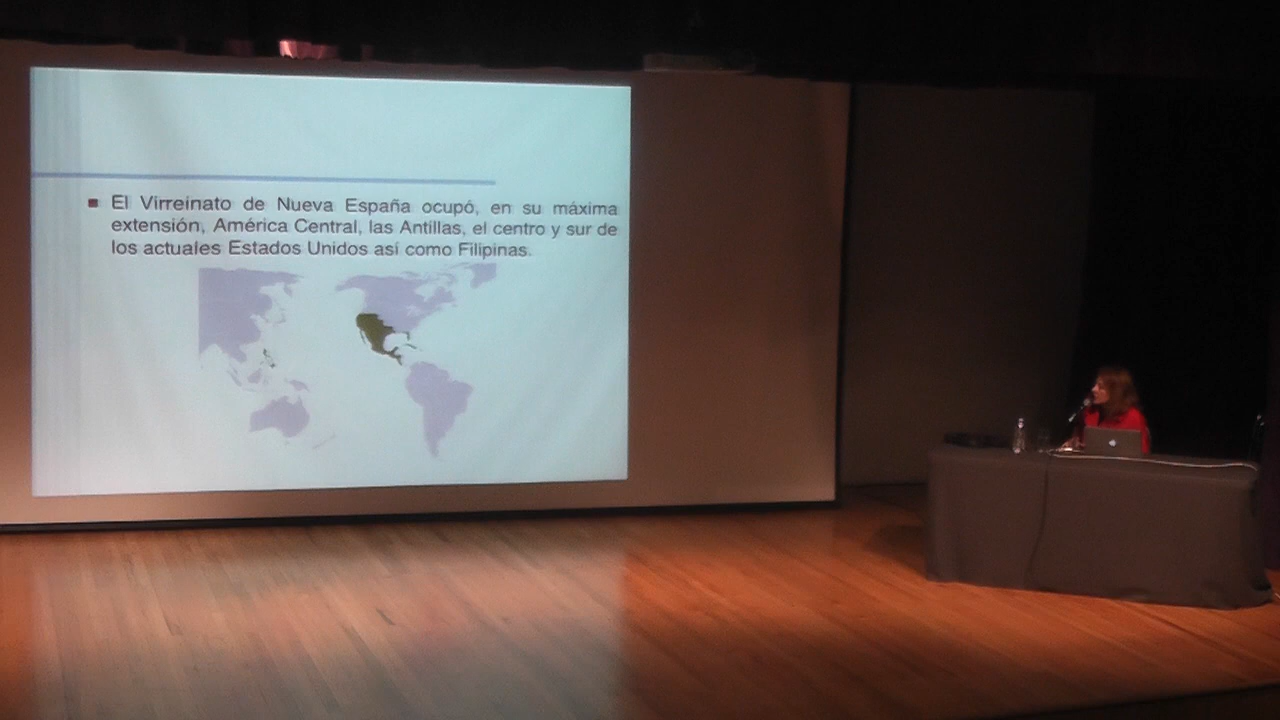 El Virreinato de Nueva España ocupó, en su máxima
extensión, América Central, las Antillas, el centro y sur de
los actuales Estados Unidos así como Filipinas.